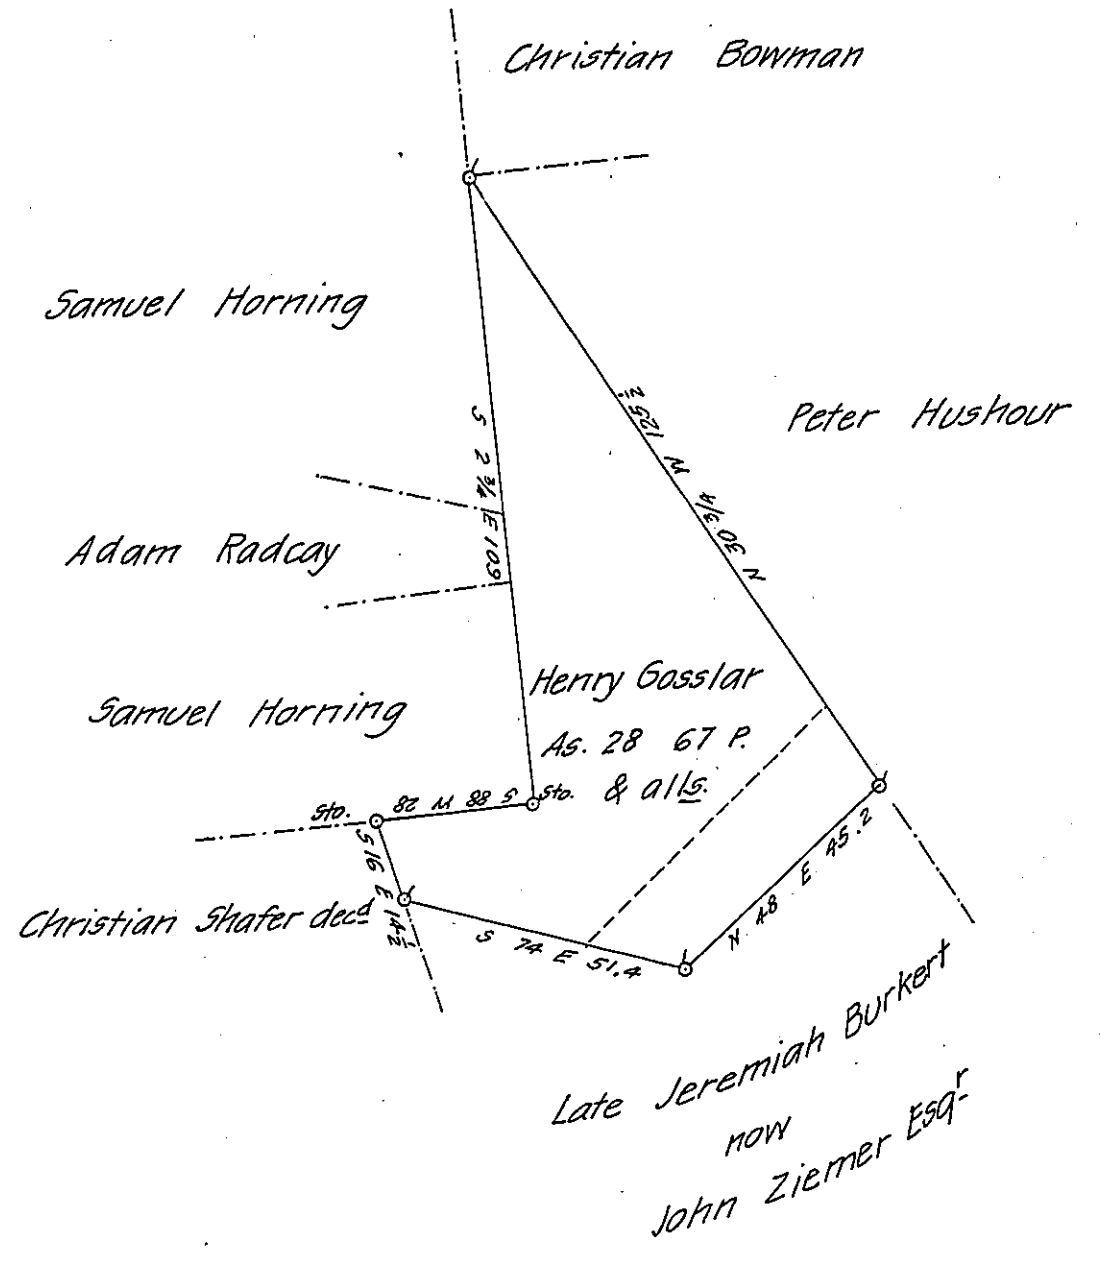 Christian Bowman
Samuel Horning
Peter Hushour
N 30 3/4 W 125 1/2
S 2 3/4 E 109
Adam Radcay
Henry Gosslar
Samuel Horning
As. 28 67 P.
& alls.
Sto.
S 88 W 28
Sto.
S 16 E 14 1/2
Christian Shafer decd
S 74 E 51.4
N 48 E 45.2
Late Jeremiah Burkert
now
John Ziemer Esqr